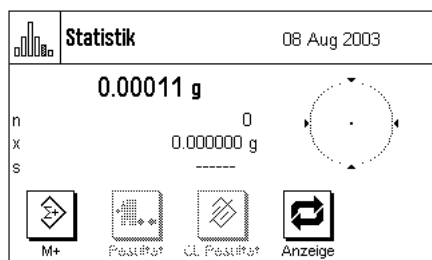 Statistik 08 Aug 2003
0.00011 g
n 0
x 0.000000 g
s ------
M+ Resultat CL Resultat Anzeige